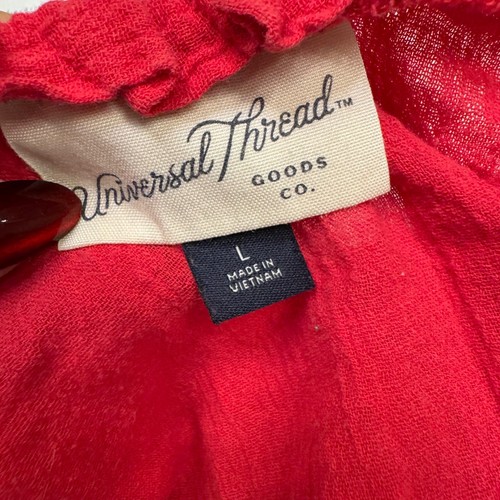 Universal Thread™
GOODS
CO.
L
MADE IN
VIETNAM